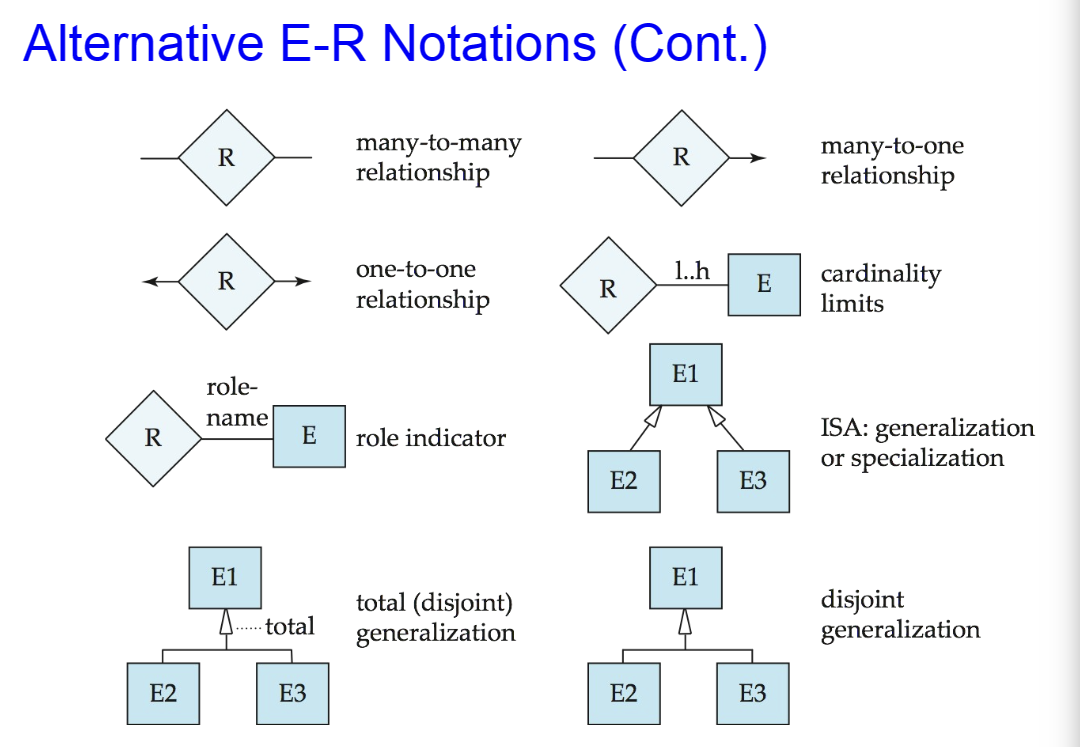 Alternative E-R Notations (Cont.)
R
many-to-many
relationship
R
many-to-one
relationship
R
one-to-one
relationship
R
l..h
E
cardinality
limits
role-
name
R
E
role indicator
E1
E2
E3
ISA: generalization
or specialization
E1
total
E2
E3
total (disjoint)
generalization
E1
E2
E3
disjoint
generalization